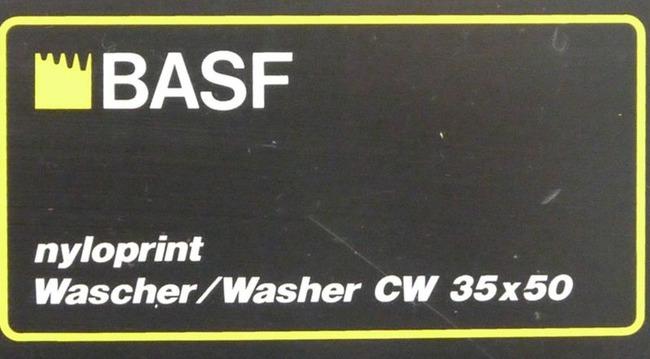 BASF
nyloprint
Wascher/Washer CW 35x50